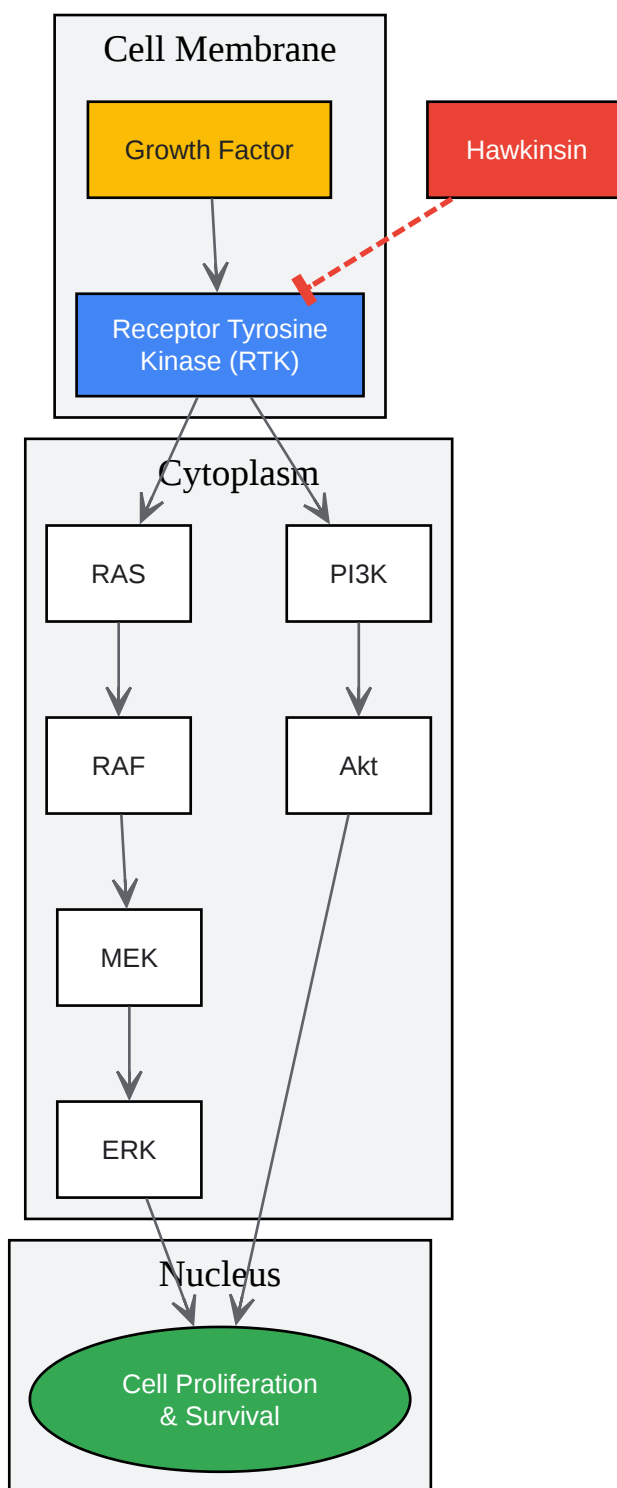 Cell Membrane
Growth Factor
Hawkinsin
Receptor Tyrosine
Kinase (RTK)
Cytoplasm
RAS
PI3K
RAF
Akt
MEK
ERK
Nucleus
Cell Proliferation
& Survival